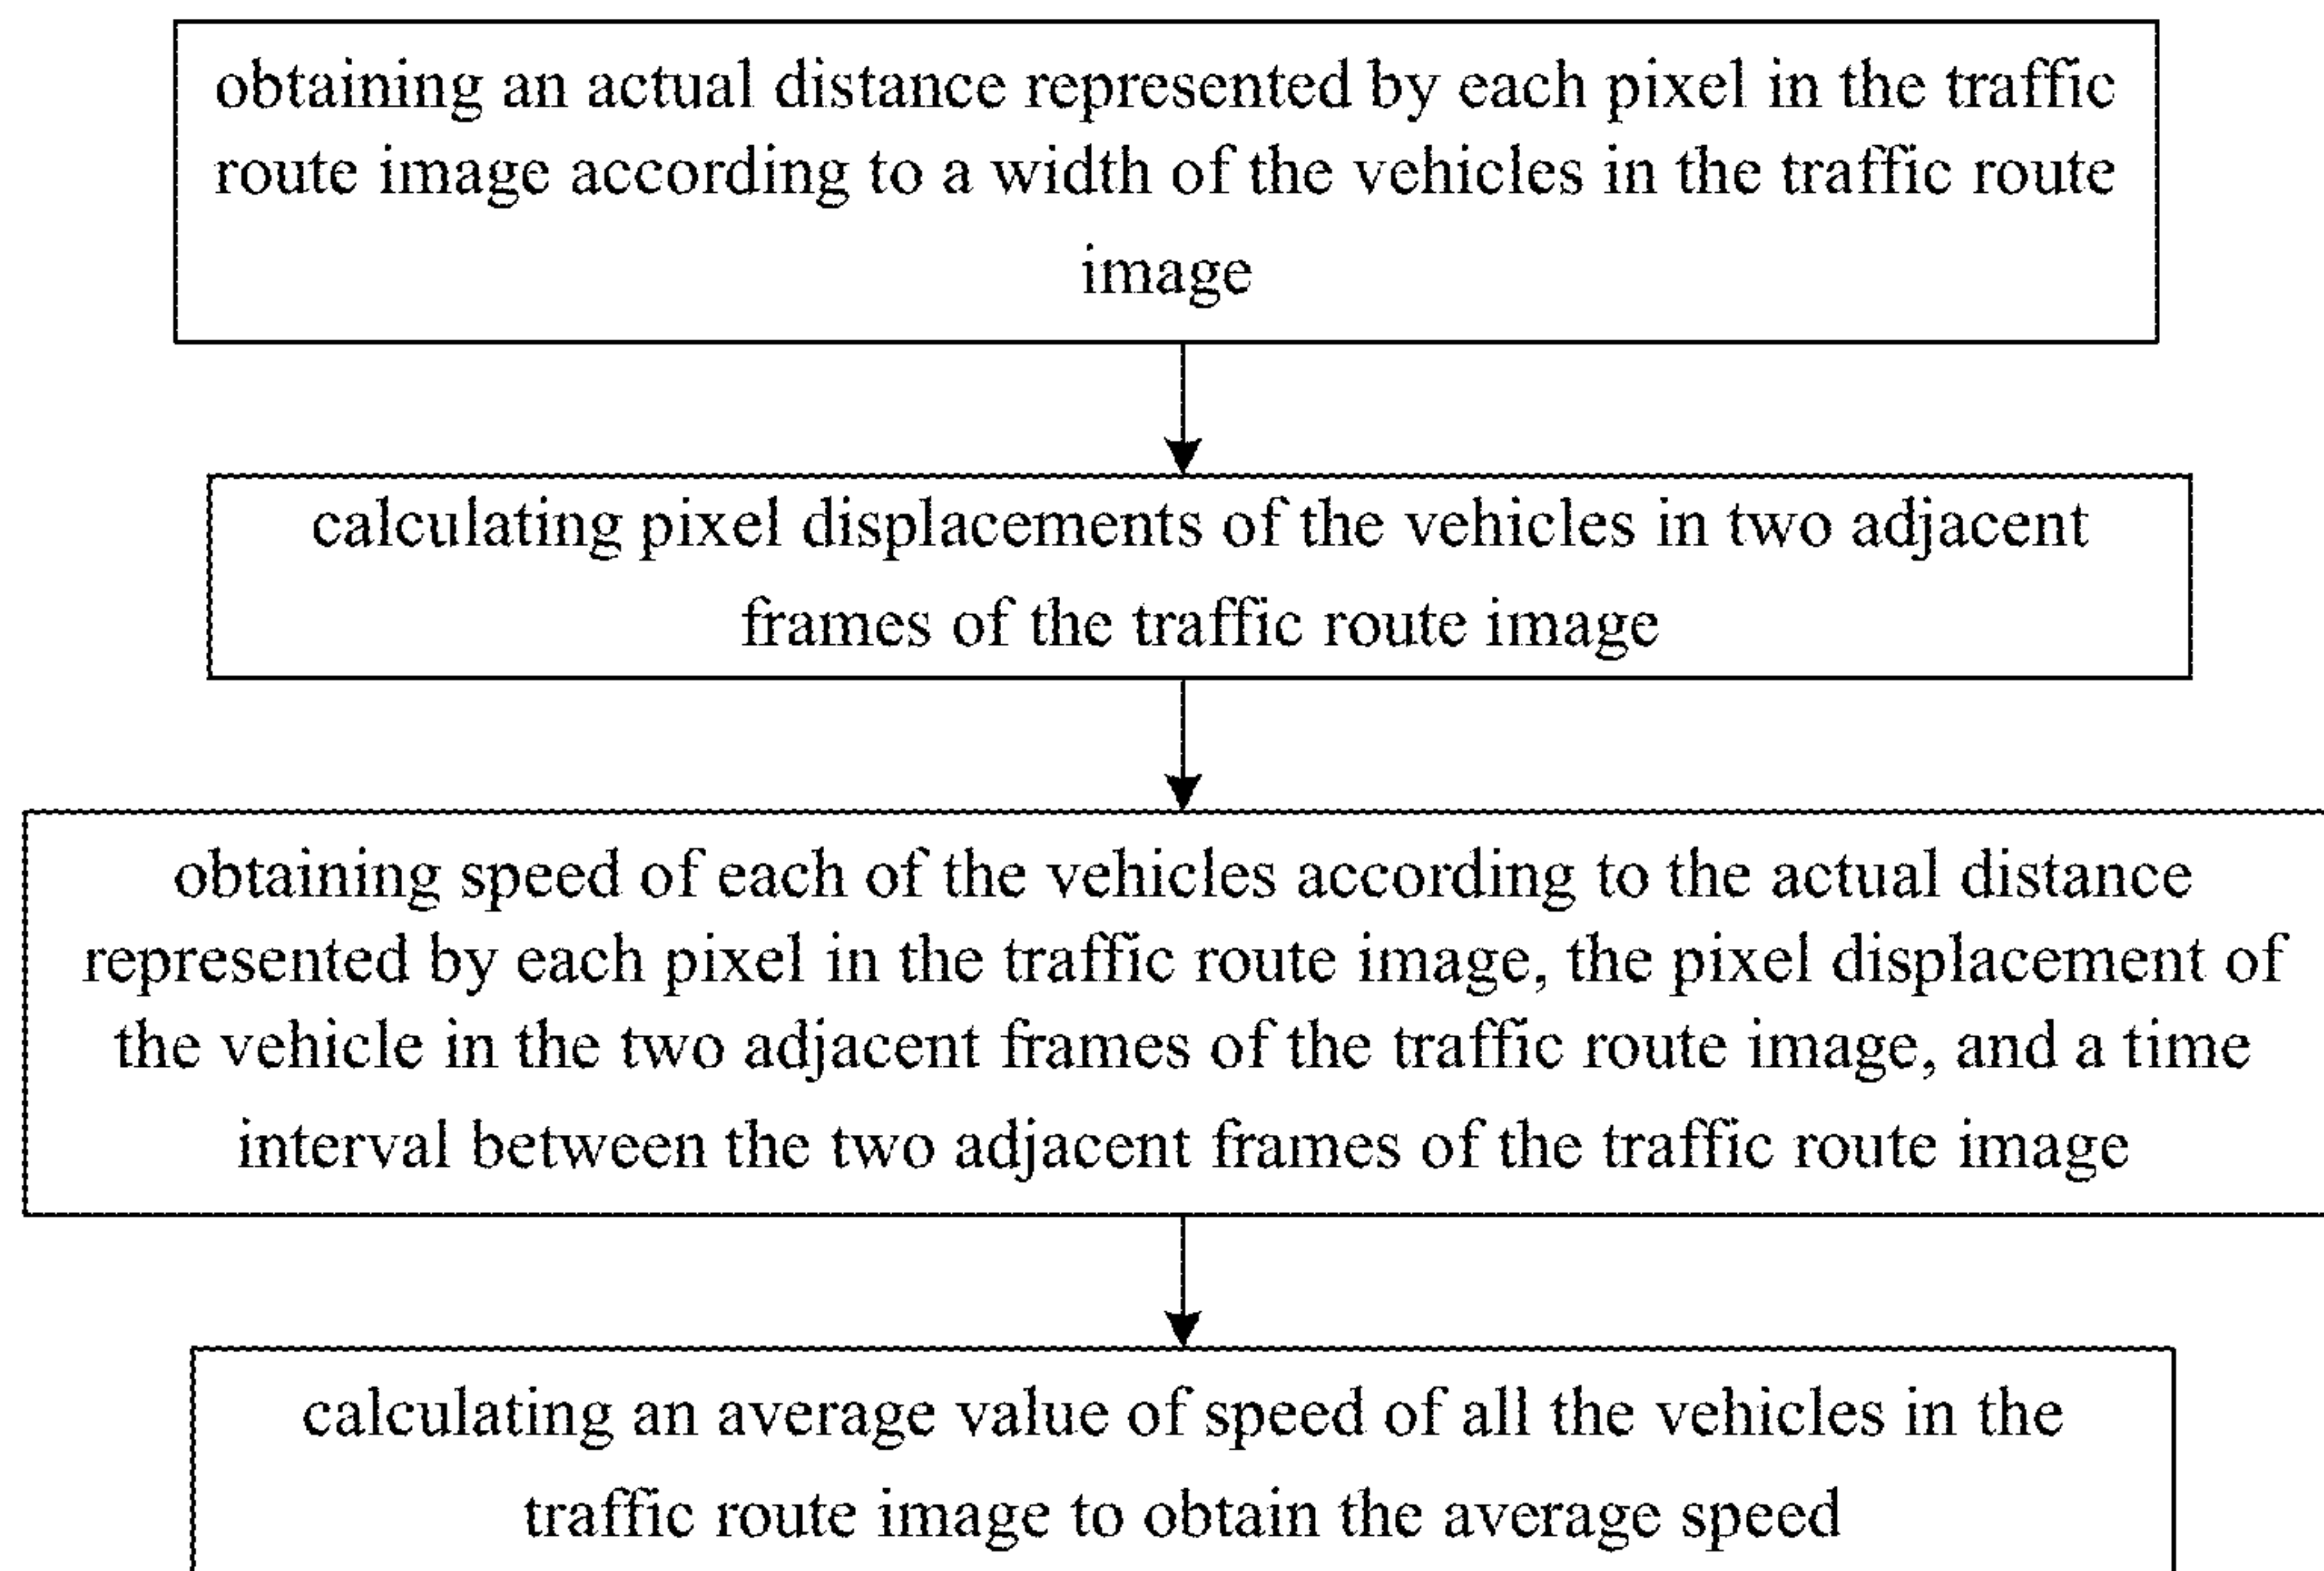 obtaining an actual distance represented by each pixel in the traffic
route image according to a width of the vehicles in the traffic route
image
calculating pixel displacements of the vehicles in two adjacent
frames of the traffic route image
obtaining speed of each of the vehicles according to the actual distance
represented by each pixel in the traffic route image, the pixel displacement of
the vehicle in the two adjacent frames of the traffic route image, and a time
interval between the two adjacent frames of the traffic route image
calculating an average value of speed of all the vehicles in the
traffic route image to obtain the average speed